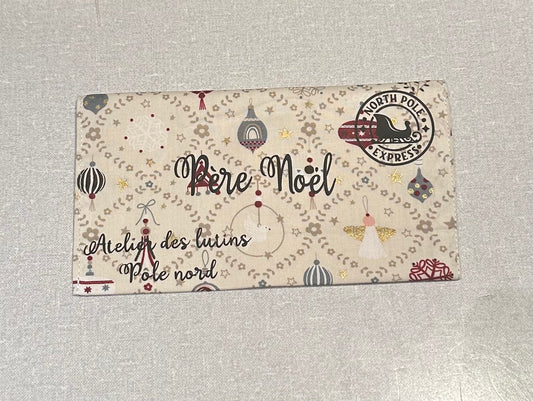 NORTH POLE
EXPRESS
Père Noël
Atelier des lutins
Pôle nord